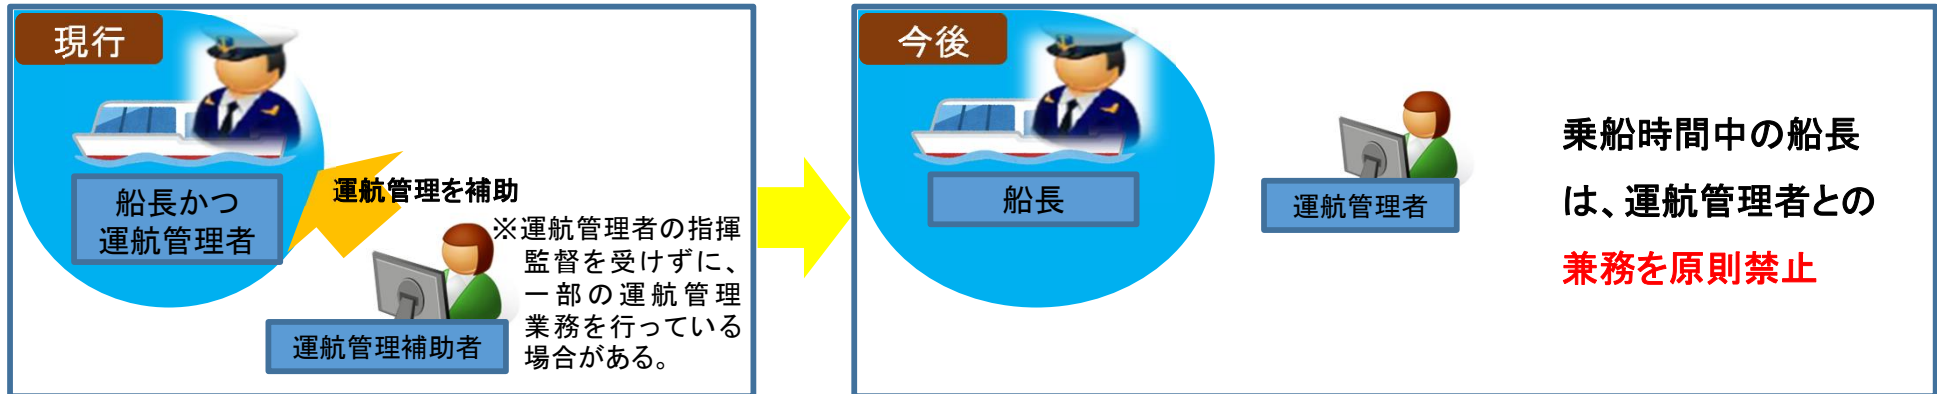 現行
船長かつ
運航管理者
運航管理を補助
※運航管理者の指揮
監督を受けずに、
一部の運航管理
業務を行っている
場合がある。
運航管理補助者
今後
船長
運航管理者
乗船時間中の船長
は、運航管理者との
兼務を原則禁止